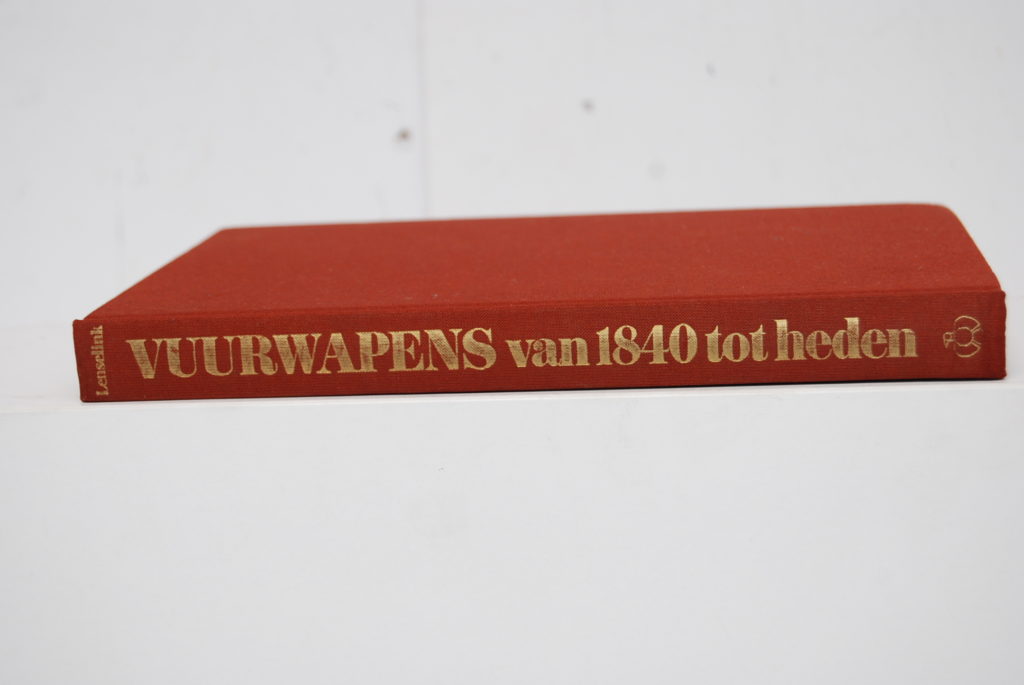 Lenselink
VUURWAPENS van 1840 tot heden